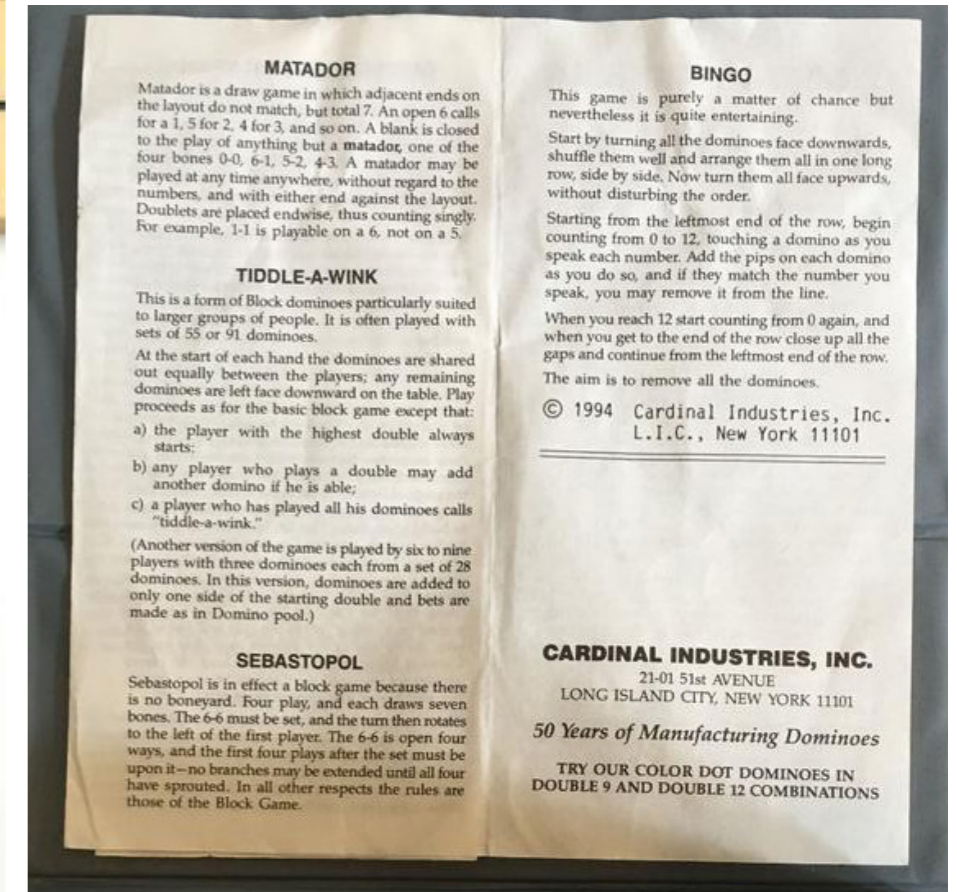 MATADOR
Matador is a draw game in which adjacent ends on
the layout do not match, but total 7. An open 6 calls
for a 1, 5 for 2, 4 for 3, and so on. A blank is closed
to the play of anything but a matador, one of the
four bones 0-0, 6-1, 5-2, 4-3. A matador may be
played at any time anywhere, without regard to the
numbers, and with either end against the layout.
Doublets are placed endwise, thus counting singly.
For example, 1-1 is playable on a 6, not on a 5.
TIDDLE-A-WINK
This is a form of Block dominoes particularly suited
to larger groups of people. It is often played with
sets of 55 or 91 dominoes.
At the start of each hand the dominoes are shared
out equally between the players; any remaining
dominoes are left face downward on the table. Play
proceeds as for the basic block game except that:
a) the player with the highest double always
starts;
b) any player who plays a double may add
another domino if he is able;
c) a player who has played all his dominoes calls
"tiddle-a-wink."
(Another version of the game is played by six to nine
players with three dominoes each from a set of 28
dominoes. In this version, dominoes are added to
only one side of the starting double and bets are
made as in Domino pool.)
SEBASTOPOL
Sebastopol is in effect a block game because there
is no boneyard. Four play, and each draws seven
bones. The 6-6 must be set, and the turn then rotates
to the left of the first player. The 6-6 is open four
ways, and the first four plays after the set must be
upon it—no branches may be extended until all four
have sprouted. In all other respects the rules are
those of the Block Game.
BINGO
This game is purely a matter of chance but
nevertheless it is quite entertaining.
Start by turning all the dominoes face downwards,
shuffle them well and arrange them all in one long
row, side by side. Now turn them all face upwards,
without disturbing the order.
Starting from the leftmost end of the row, begin
counting from 0 to 12, touching a domino as you
speak each number. Add the pips on each domino
as you do so, and if they match the number you
speak, you may remove it from the line.
When you reach 12 start counting from 0 again, and
when you get to the end of the row close up all the
gaps and continue from the leftmost end of the row.
The aim is to remove all the dominoes.
© 1994 Cardinal Industries, Inc.
L.I.C., New York 11101
CARDINAL INDUSTRIES, INC.
21-01 51st AVENUE
LONG ISLAND CITY, NEW YORK 11101
50 Years of Manufacturing Dominoes
TRY OUR COLOR DOT DOMINOES IN
DOUBLE 9 AND DOUBLE 12 COMBINATIONS